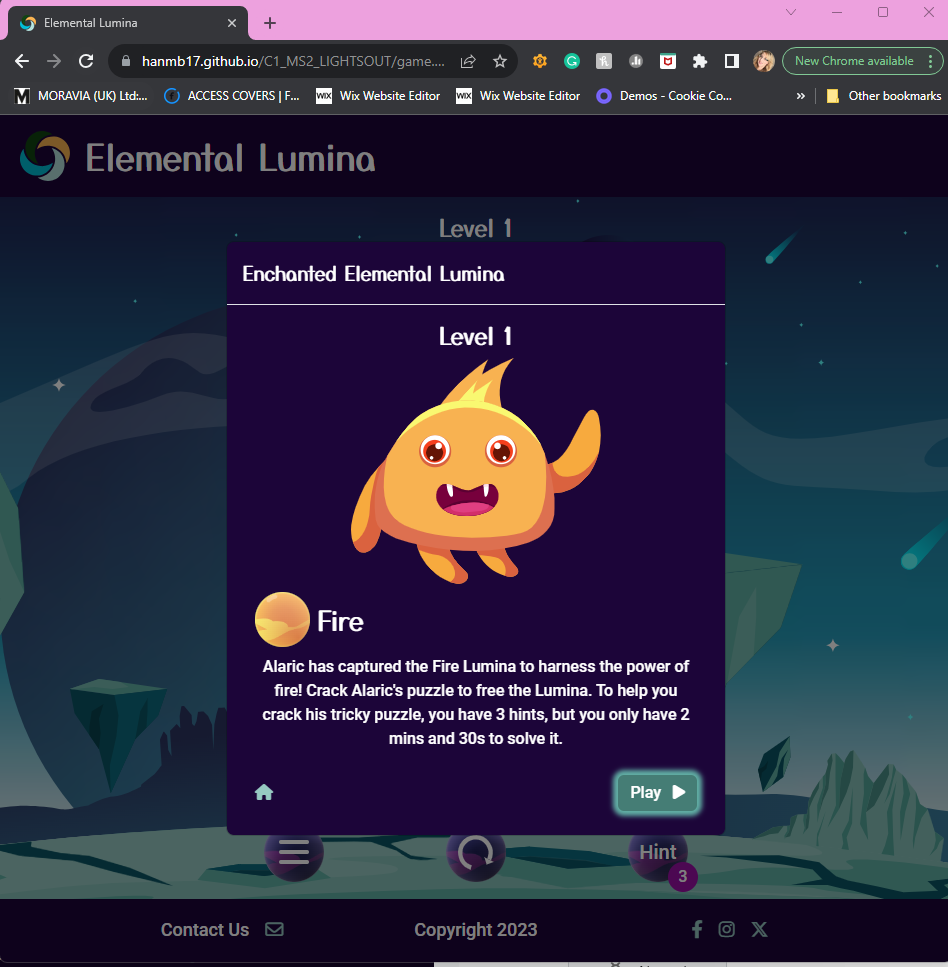 Elemental Lumina
hanmb17.github.io/C1_MS2_LIGHTSOUT/game....
New Chrome available
MORAVIA (UK) Ltd:...
ACCESS COVERS | F...
WIX Wix Website Editor
WIX Wix Website Editor
Demos - Cookie Co...
»
Other bookmarks
Elemental Lumina
Level 1
Enchanted Elemental Lumina
Level 1
Fire
Alaric has captured the Fire Lumina to harness the power of
fire! Crack Alaric's puzzle to free the Lumina. To help you
crack his tricky puzzle, you have 3 hints, but you only have 2
mins and 30s to solve it.
Play
Hint
3
Contact Us
Copyright 2023